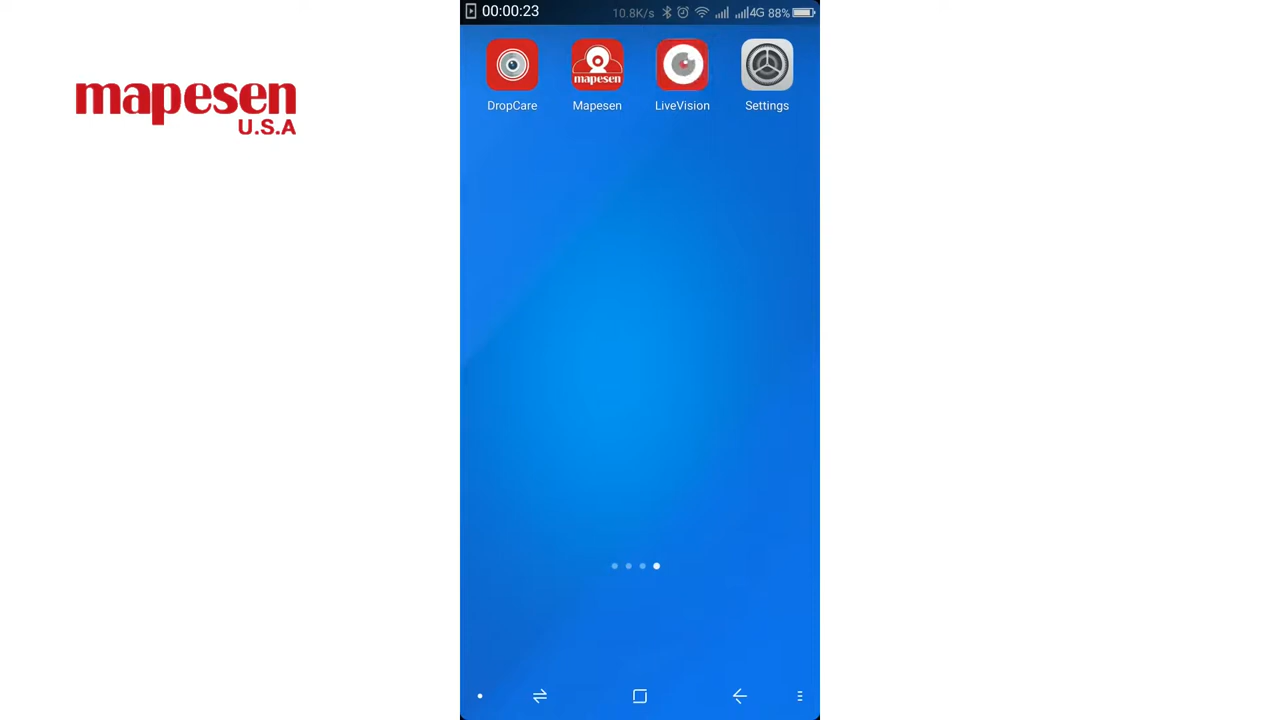 00:00:23
10.8K/s 4G 88%
mapesen
U.S.A
mapesen
DropCare Mapesen LiveVision Settings